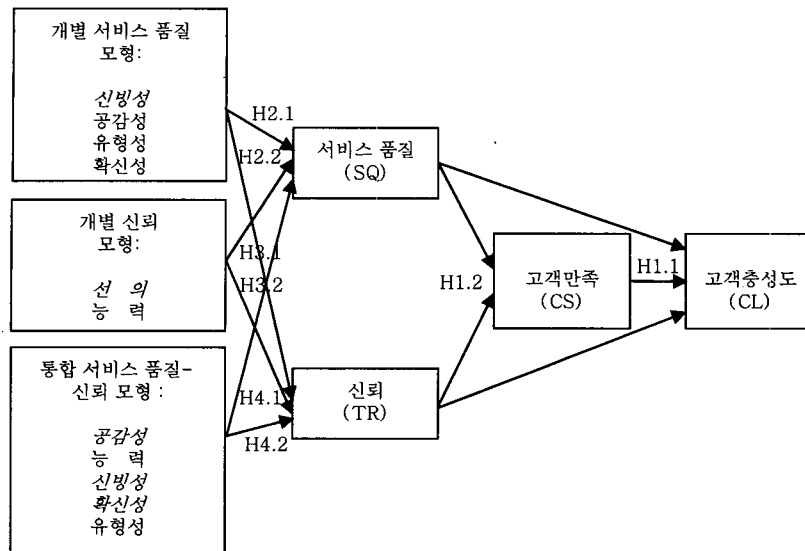 개별 서비스 품질
모형:
신빙성
공감성
유형성
확신성
개별 신뢰
모형:
선 의
능 력
통합 서비스 품질-
신뢰 모형 :
공감성
능 력
신빙성
확신성
유형성
H2.1
H2.2
H3.1
H3.2
H4.1
H4.2
서비스 품질
(SQ)
신뢰
(TR)
H1.2
고객만족
(CS)
H1.1
고객충성도
(CL)